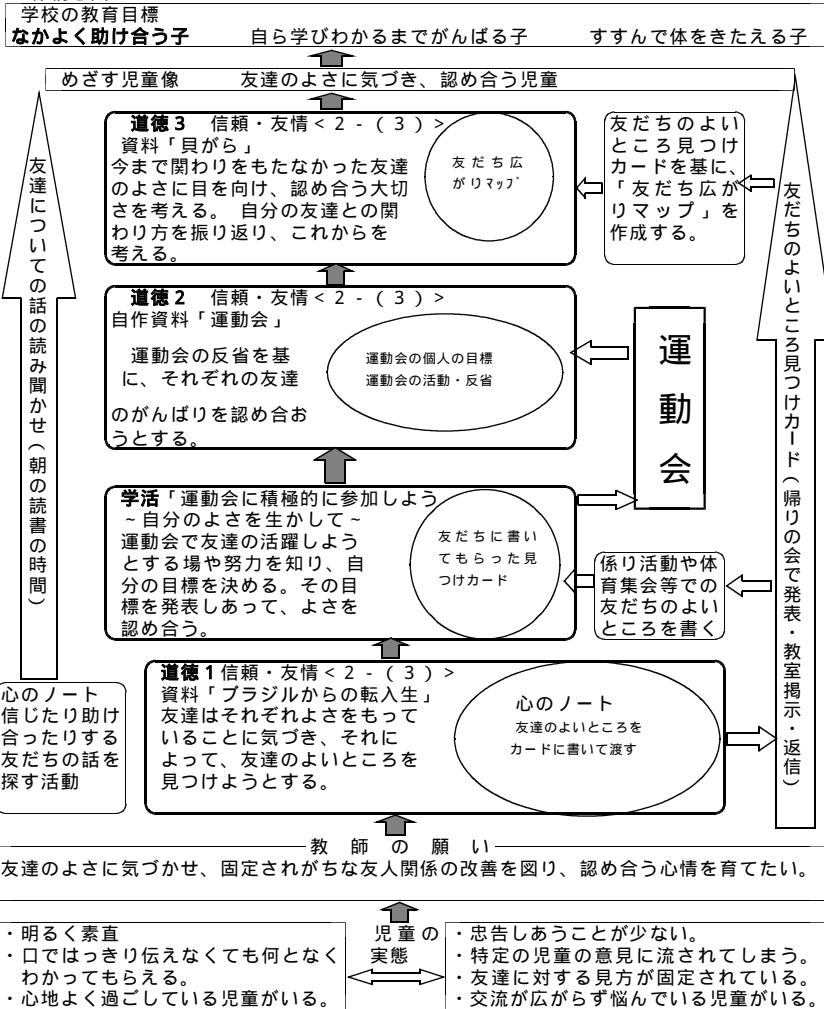 学校の教育目標
なかよく助け合う子　自ら学びわかるまでがんばる子　すすんで体をきたえる子
めざす児童像　友達のよさに気づき、認め合う児童
道徳３　信頼・友情＜２-（３）＞
資料「貝がら」
今まで関わりをもたなかった友達
のよさに目を向け、認め合う大切
さを考える。 自分の友達との関
わり方を振り返り、これからを
考える。
友だち広
がりマップ
友だちのよい
ところ見つけ
カードを基に、
「友だち広が
りマップ」を
作成する。
友達についての話の読み聞かせ（朝の読書の時間）
友だちのよいところ見つけカード（帰りの会で発表・教室掲示・返信）
道徳２　信頼・友情＜２-（３）＞
自作資料「運動会」
運動会の反省を基
に、それぞれの友達
のがんばりを認め合お
うとする。
運動会の個人の目標
運動会の活動・反省
運動会
学活「運動会に積極的に参加しよう
～自分のよさを生かして～
運動会で友達の活躍しよう
とする場や努力を知り、自
分の目標を決める。その目
標を発表しあって、よさを
認め合う。
友だちに書い
てもらった見
つけカード
係り活動や体
育集会等での
友だちのよい
ところを書く
道徳１信頼・友情＜２-（３）＞
資料「ブラジルからの転入生」
友達はそれぞれよさをもって
いることに気づき、それに
よって、友達のよいところを
見つけようとする。
心のノート
友達のよいところを
カードに書いて渡す
心のノート
信じたり助け
合ったりする
友だちの話を
探す活動
教師の願い
友達のよさに気づかせ、固定されがちな友人関係の改善を図り、認め合う心情を育てたい。
児童の
実態
・明るく素直
・口ではっきり伝えなくても何となく
わかってもらえる。
・心地よく過ごしている児童がいる。
・忠告しあうことが少ない。
・特定の児童の意見に流されてしまう。
・友達に対する見方が固定されている。
・交流が広がらず悩んでいる児童がいる。